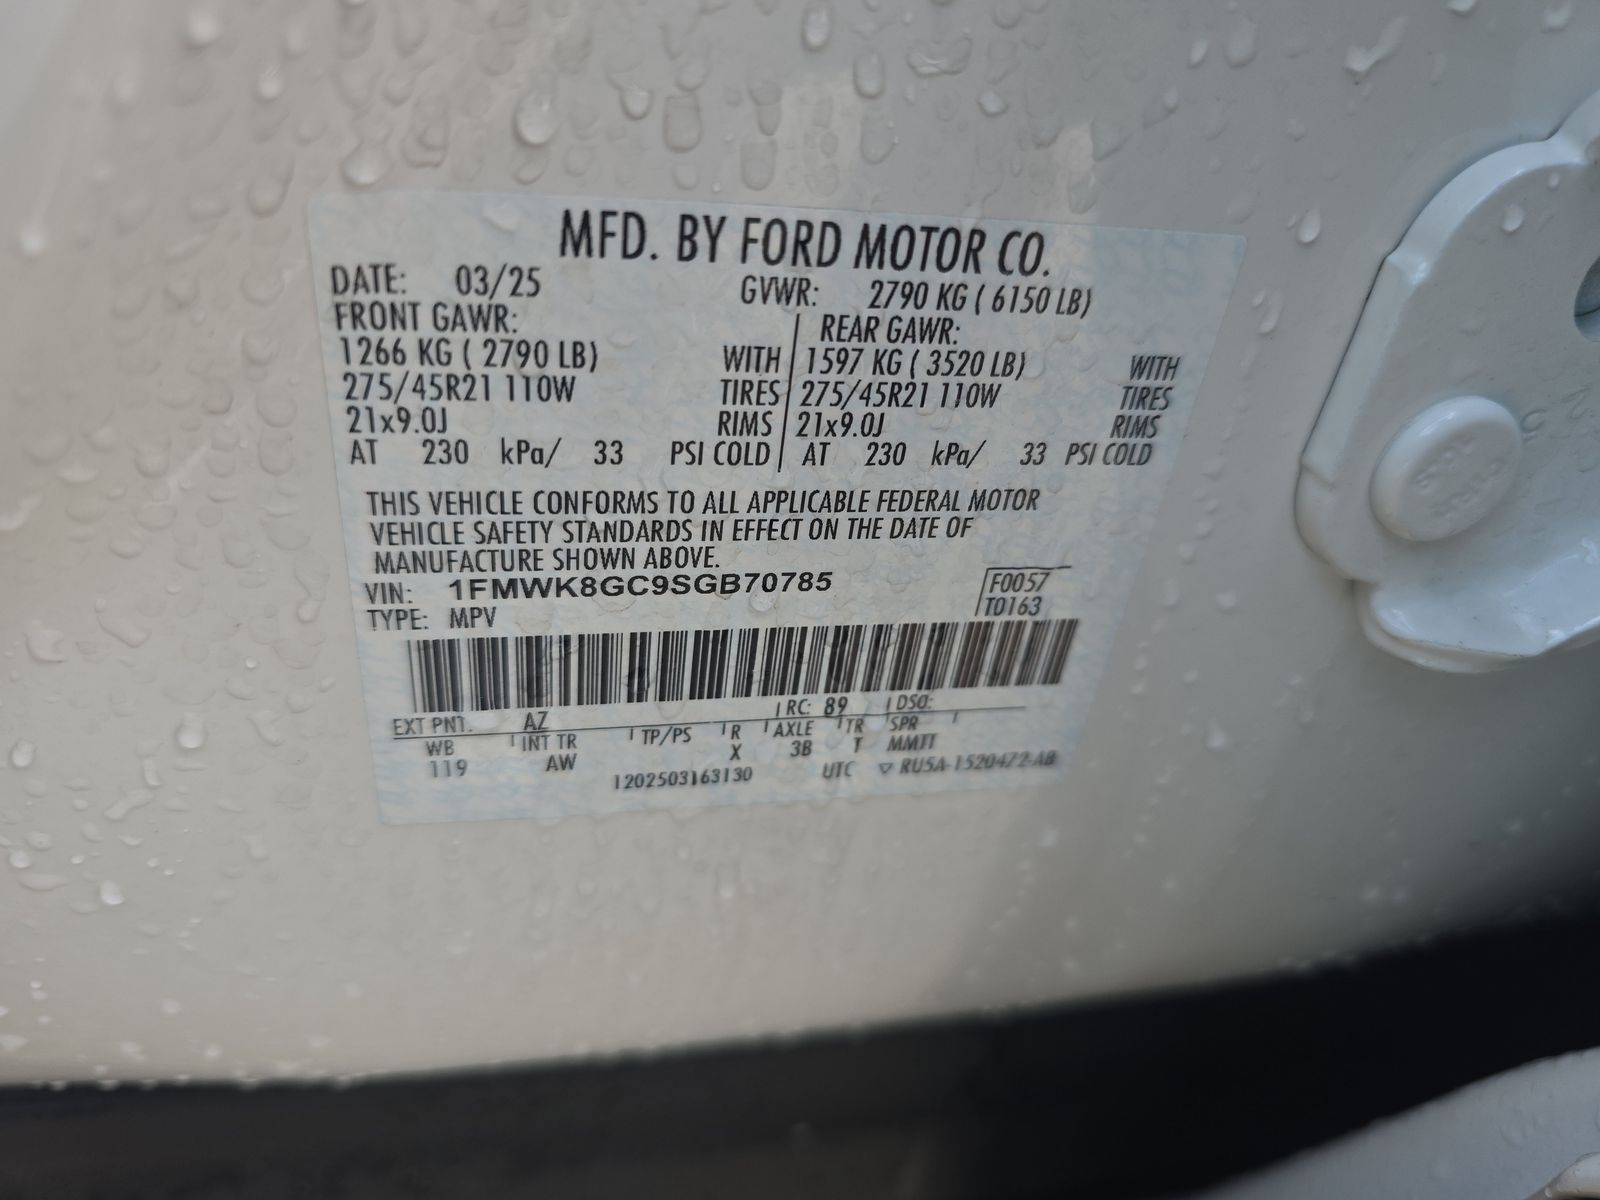 MFD. BY FORD MOTOR CO.
DATE: 03/25 GVWR: 2790 KG ( 6150 LB)
FRONT GAWR: REAR GAWR:
1266 KG ( 2790 LB) WITH 1597 KG ( 3520 LB) WITH
275/45R21 110W TIRES 275/45R21 110W TIRES
21x9.0J RIMS 21x9.0J RIMS
AT 230 kPa/ 33 PSI COLD AT 230 kPa/ 33 PSI COLD
THIS VEHICLE CONFORMS TO ALL APPLICABLE FEDERAL MOTOR
VEHICLE SAFETY STANDARDS IN EFFECT ON THE DATE OF
MANUFACTURE SHOWN ABOVE.
VIN: 1FMWK8GC9SGB70785 F0057
TYPE: MPV T0163
EXT PNT. AZ RC: 89 DSO:
WB INT TR TP/PS R AXLE TR SPR
119 AW X 3B T MMTT
1202503163130 UTC ▽ RU5A-1520472-AB